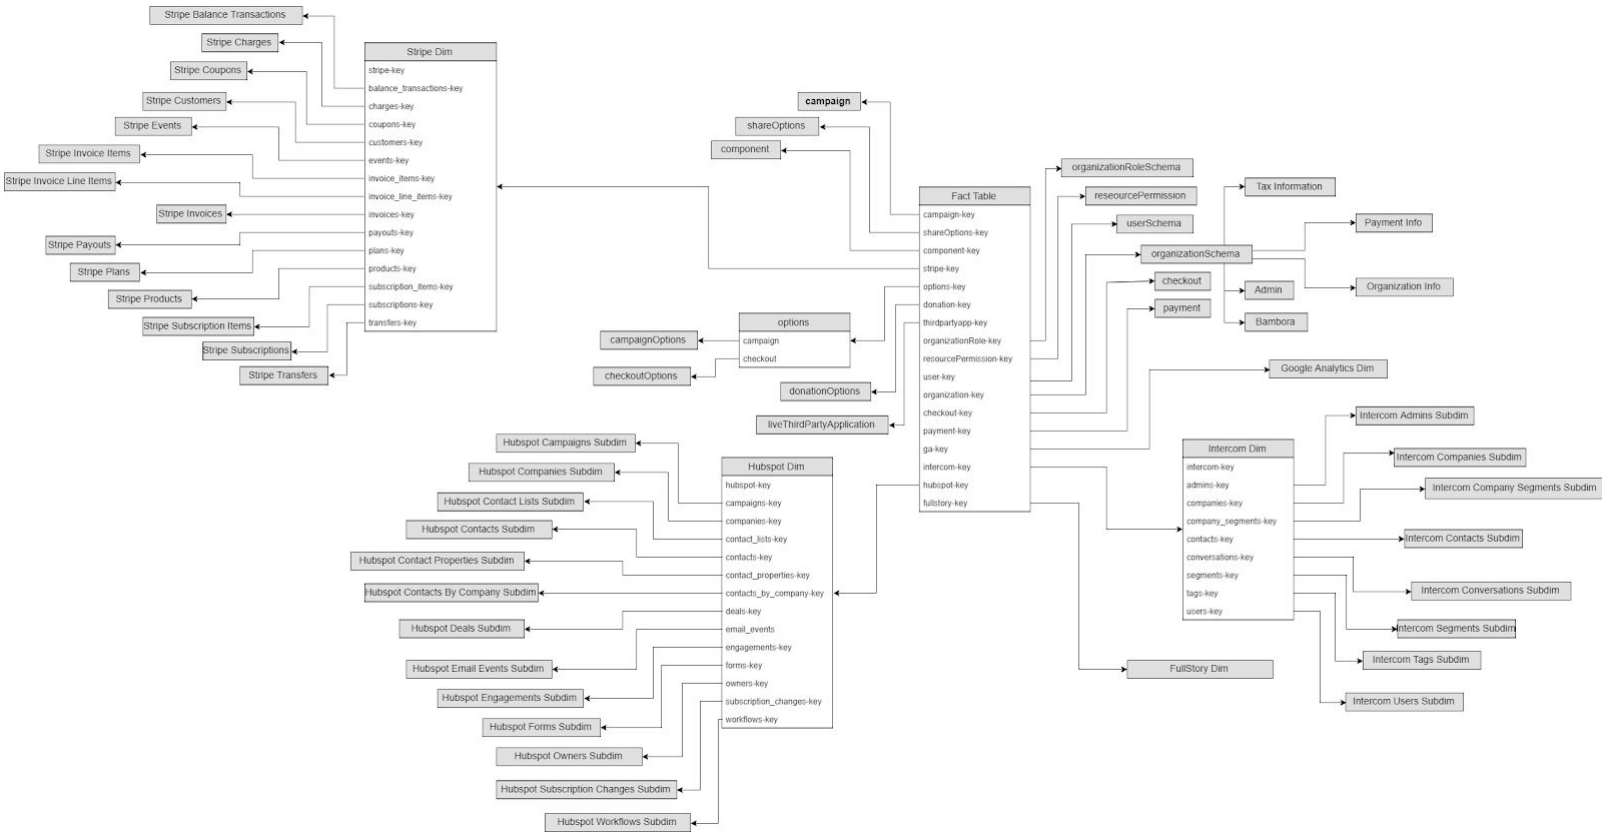 Stripe Balance Transactions
Stripe Charges
Stripe Coupons
Stripe Customers
Stripe Events
Stripe Invoice Items
Stripe Invoice Line Items
Stripe Invoices
Stripe Payouts
Stripe Plans
Stripe Products
Stripe Subscription Items
Stripe Subscriptions
Stripe Transfers
Stripe Dim
stripe-key
balance_transactions-key
charges-key
coupons-key
customers-key
events-key
invoice_items-key
invoice_line_items-key
invoices-key
payouts-key
plans-key
products-key
subscription_items-key
subscriptions-key
transfers-key
campaign
shareOptions
component
options
campaign
checkout
campaignOptions
checkoutOptions
donationOptions
liveThirdPartyApplication
Fact Table
campaign-key
shareOptions-key
component-key
stripe-key
options-key
donation-key
thirdpartyapp-key
organizationRole-key
resourcePermission-key
user-key
organization-key
checkout-key
payment-key
ga-key
intercom-key
hubspot-key
fullstory-key
organizationRoleSchema
reseourcePermission
userSchema
organizationSchema
checkout
payment
Tax Information
Payment Info
Organization Info
Admin
Bambora
Google Analytics Dim
Hubspot Campaigns Subdim
Hubspot Companies Subdim
Hubspot Contact Lists Subdim
Hubspot Contacts Subdim
Hubspot Contact Properties Subdim
Hubspot Contacts By Company Subdim
Hubspot Deals Subdim
Hubspot Email Events Subdim
Hubspot Engagements Subdim
Hubspot Forms Subdim
Hubspot Owners Subdim
Hubspot Subscription Changes Subdim
Hubspot Workflows Subdim
Hubspot Dim
hubspot-key
campaigns-key
companies-key
contact_lists-key
contacts-key
contact_properties-key
contacts_by_company-key
deals-key
email_events
engagements-key
forms-key
owners-key
subscription_changes-key
workflows-key
Intercom Dim
intercom-key
admins-key
companies-key
company_segments-key
contacts-key
conversations-key
segments-key
tags-key
users-key
Intercom Admins Subdim
Intercom Companies Subdim
Intercom Company Segments Subdim
Intercom Contacts Subdim
Intercom Conversations Subdim
Intercom Segments Subdim
Intercom Tags Subdim
Intercom Users Subdim
FullStory Dim